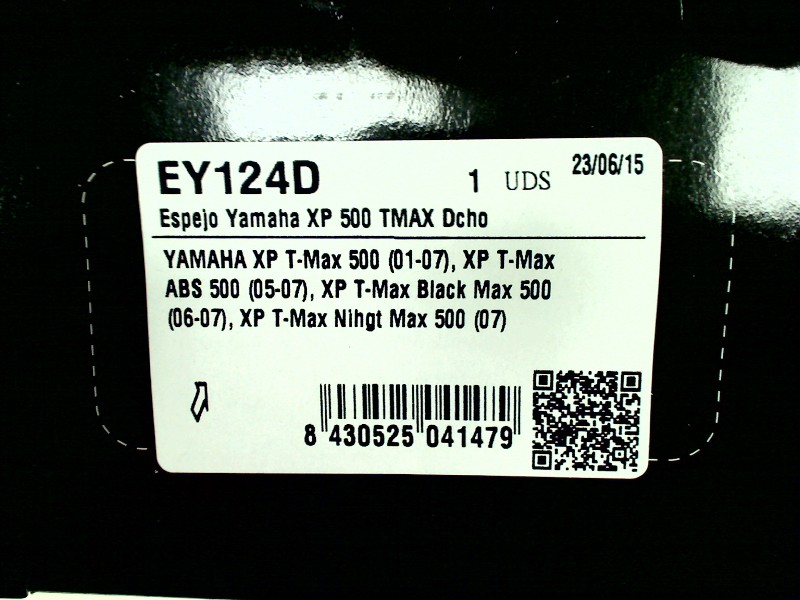 EY124D 1 UDS 23/06/15
Espejo Yamaha XP 500 TMAX Dcho
YAMAHA XP T-Max 500 (01-07), XP T-Max
ABS 500 (05-07), XP T-Max Black Max 500
(06-07), XP T-Max Nihgt Max 500 (07)
8 430525 041479